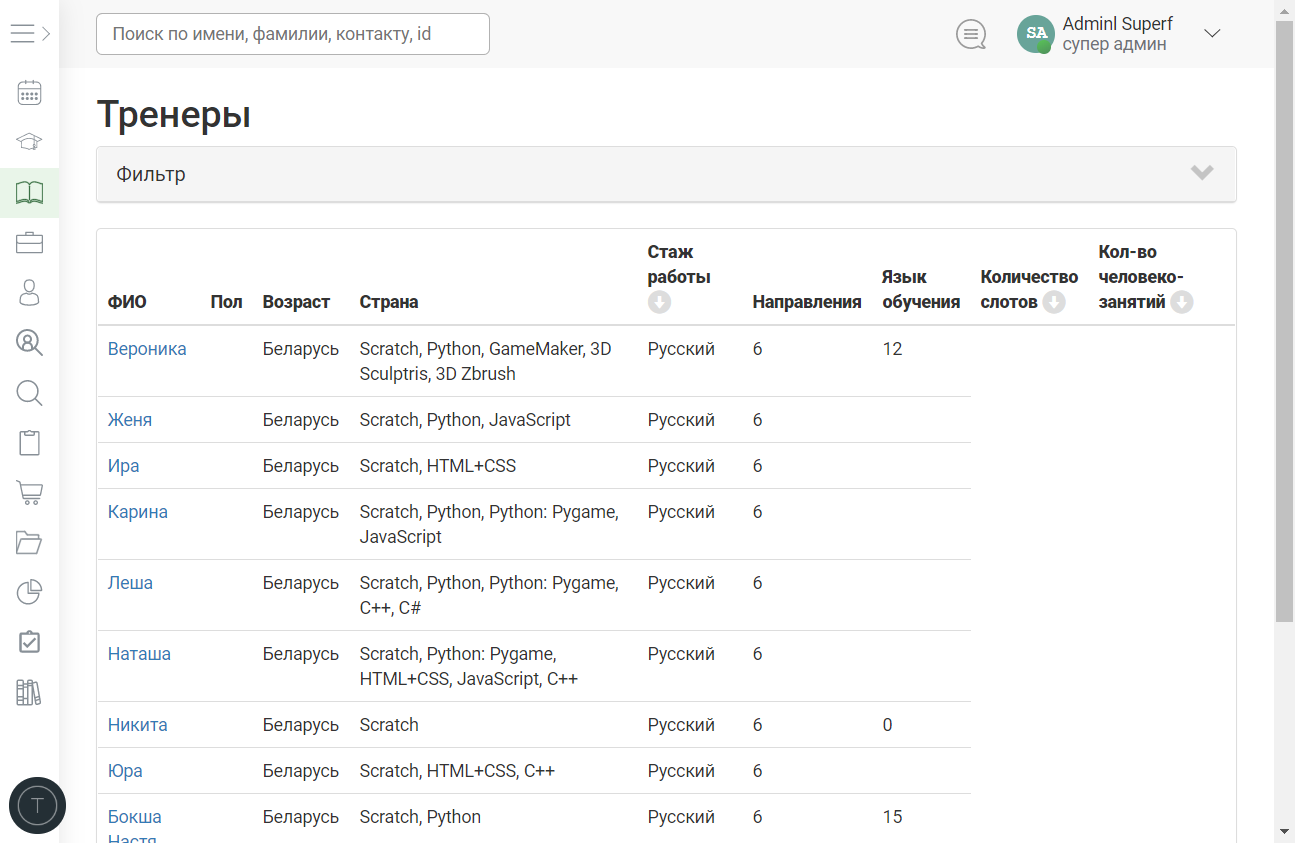 Поиск по имени, фамилии, контакту, id
SA
Adminl Superf
супер админ
Тренеры
Фильтр
ФИО Пол Возраст Страна Стаж работы Направления Язык обучения Количество слотов Кол-во человеко-занятий
Вероника Беларусь Scratch, Python, GameMaker, 3D Русский 6 12
Sculptris, 3D Zbrush
Женя Беларусь Scratch, Python, JavaScript Русский 6
Ира Беларусь Scratch, HTML+CSS Русский 6
Карина Беларусь Scratch, Python, Python: Pygame, Русский 6
JavaScript
Леша Беларусь Scratch, Python, Python: Pygame, Русский 6
C++, C#
Наташа Беларусь Scratch, Python: Pygame, Русский 6
HTML+CSS, JavaScript, C++
Никита Беларусь Scratch Русский 6 0
Юра Беларусь Scratch, HTML+CSS, C++ Русский 6
Бокша Беларусь Scratch, Python Русский 6 15
Настя
T